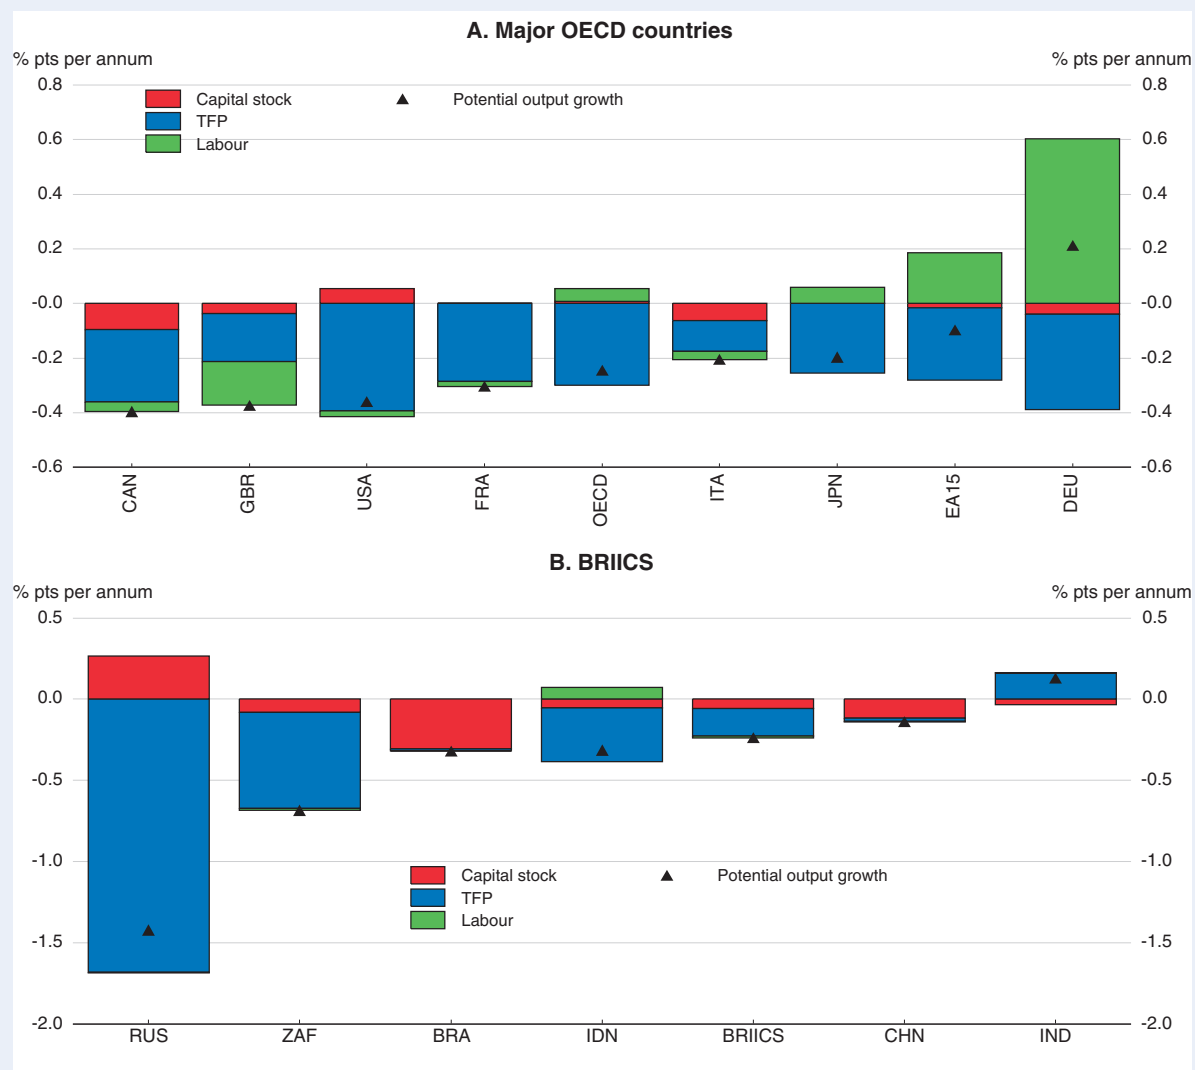 A. Major OECD countries
% pts per annum % pts per annum
0.8 0.8
Capital stock Potential output growth
TFP
0.6 0.6
Labour
0.4 0.4
0.2 0.2
-0.0 -0.0
-0.2 -0.2
-0.4 -0.4
-0.6 -0.6
CAN GBR USA FRA OECD ITA JPN EA15 DEU
B. BRIICS
% pts per annum % pts per annum
0.5 0.5
0.0 0.0
-0.5 -0.5
-1.0 -1.0
Capital stock Potential output growth
TFP
Labour
-1.5 -1.5
-2.0 -2.0
RUS ZAF BRA IDN BRIICS CHN IND